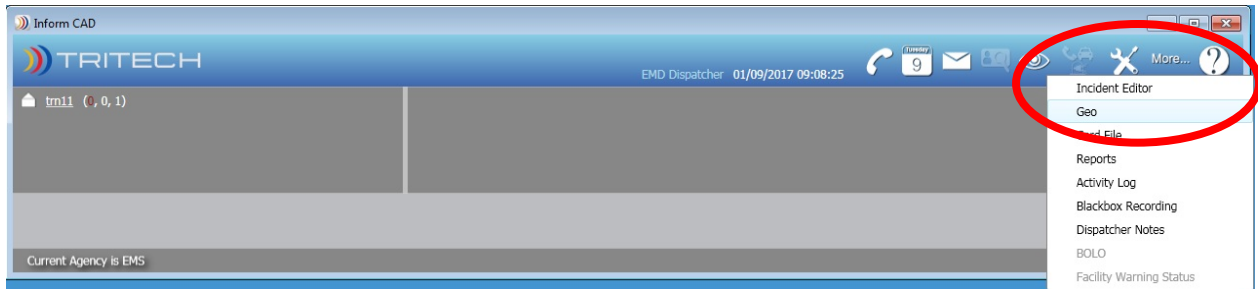 Inform CAD
TRITECH
EMD Dispatcher 01/09/2017 09:08:25
Tuesday
9
More...
?
trn11 (0, 0, 1)
Incident Editor
Geo
Card File
Reports
Activity Log
Blackbox Recording
Dispatcher Notes
BOLO
Facility Warning Status
Current Agency is EMS